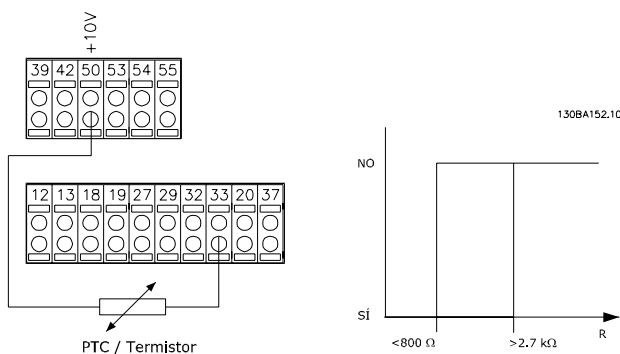 +10V
39 42 50 53 54 55
12 13 18 19 27 29 32 33 20 37
PTC / Termistor
130BA152.10
NO
SÍ
<800 Ω
>2.7 kΩ
R